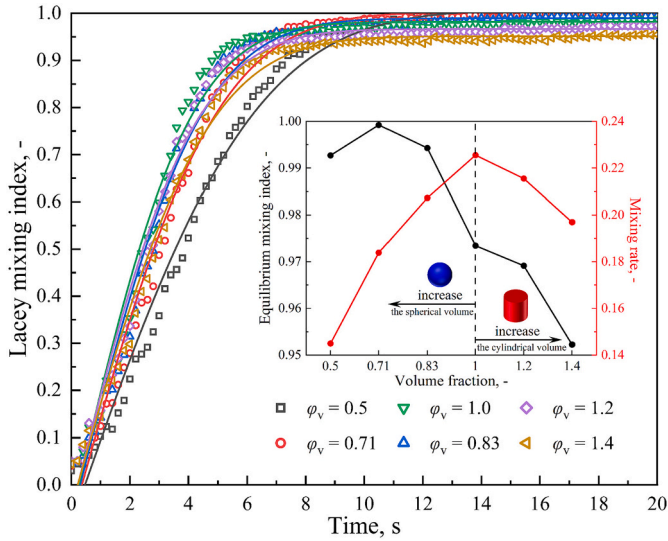 Lacey mixing index, -
1.0
0.9
0.8
0.7
0.6
0.5
0.4
0.3
0.2
0.1
0.0
0 2 4 6 8 10 12 14 16 18 20
Time, s
Equilibrium mixing index, -
1.00
0.99
0.98
0.97
0.96
0.95
0.24
0.22
0.20
0.18
0.16
0.14
Mixing rate, -
increase
the spherical volume
increase
the cylindrical volume
0.5 0.71 0.83 1 1.2 1.4
Volume fraction, -
φv = 0.5 φv = 1.0 φv = 1.2
φv = 0.71 φv = 0.83 φv = 1.4